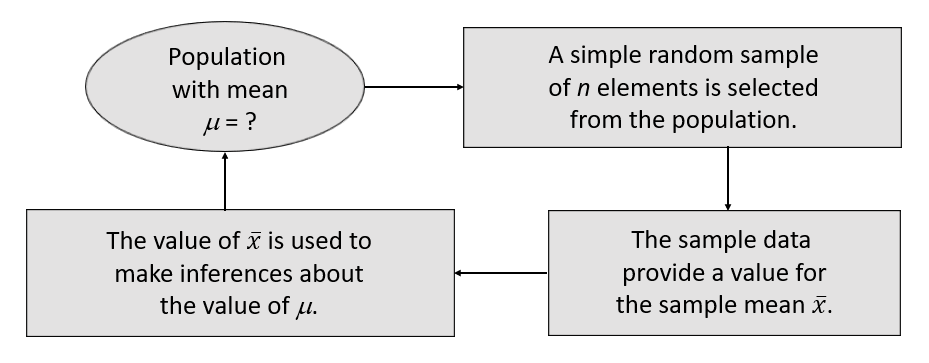 Population
with mean
μ = ?
A simple random sample
of n elements is selected
from the population.
The sample data
provide a value for
the sample mean x̄.
The value of x̄ is used to
make inferences about
the value of μ.